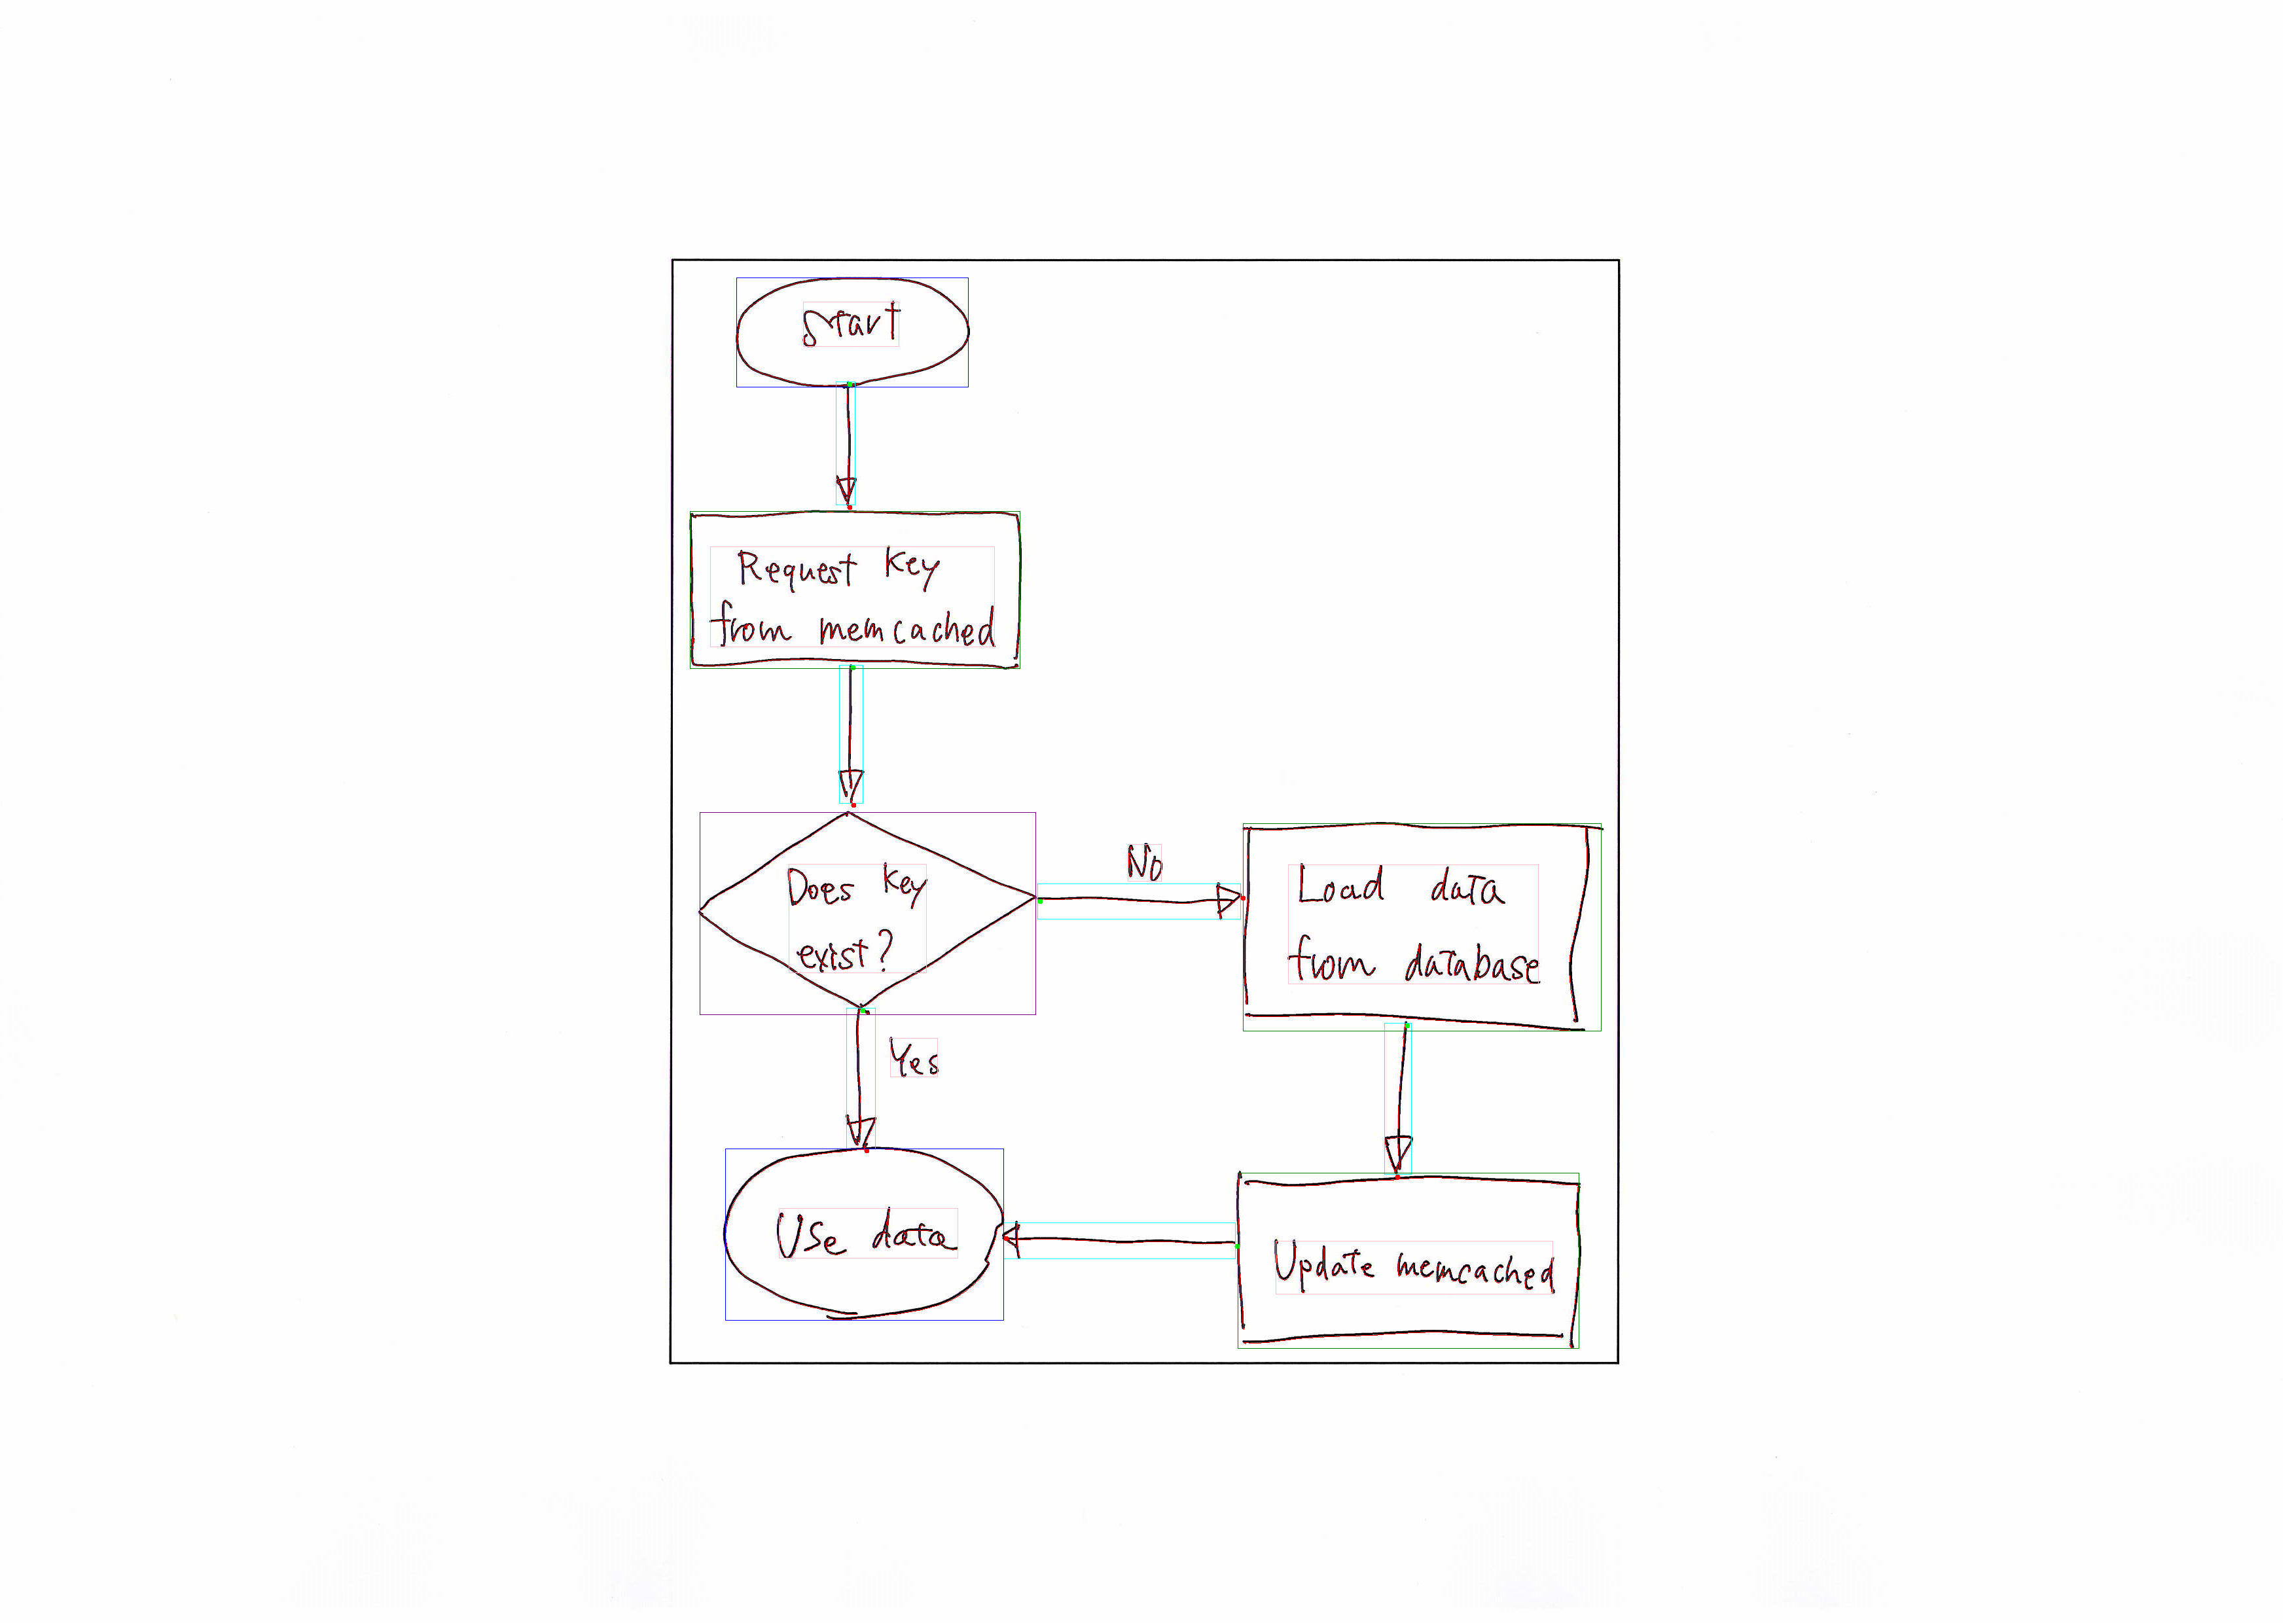 Start
Request key
from memcached
Does key
exist?
No
Load data
from database
Yes
Use data
Update memcached